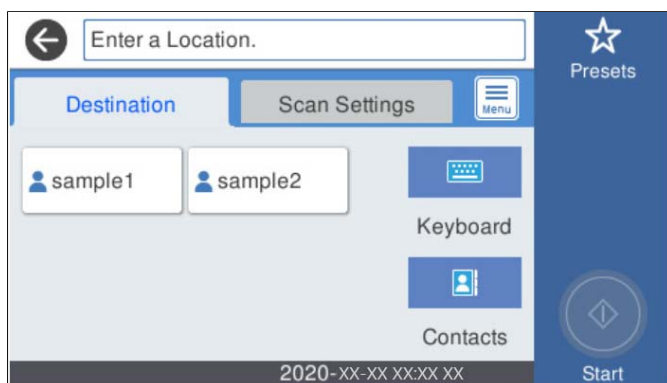 Enter a Location.
Presets
Destination
Scan Settings
Menu
sample1
sample2
Keyboard
Contacts
2020-XX-XX XX:XX XX
Start